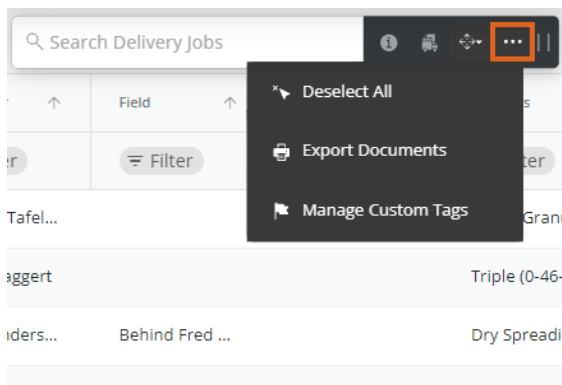 Search Delivery Jobs
Deselect All
Field
Filter
Export Documents
Manage Custom Tags
Tafel...
aggert
Triple (0-46-
nders...
Behind Fred ...
Dry Spreadi